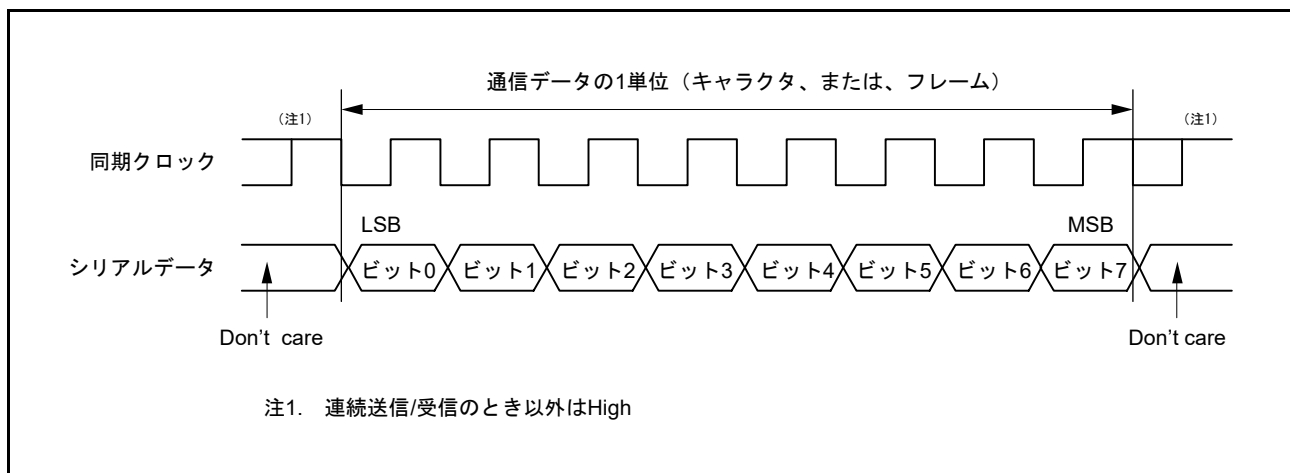 通信データの1単位（キャラクタ、または、フレーム）
（注1）
（注1）
同期クロック
LSB
MSB
シリアルデータ
ビット0 ビット1 ビット2 ビット3 ビット4 ビット5 ビット6 ビット7
Don’t care
Don’t care
注1. 連続送信/受信のとき以外はHigh